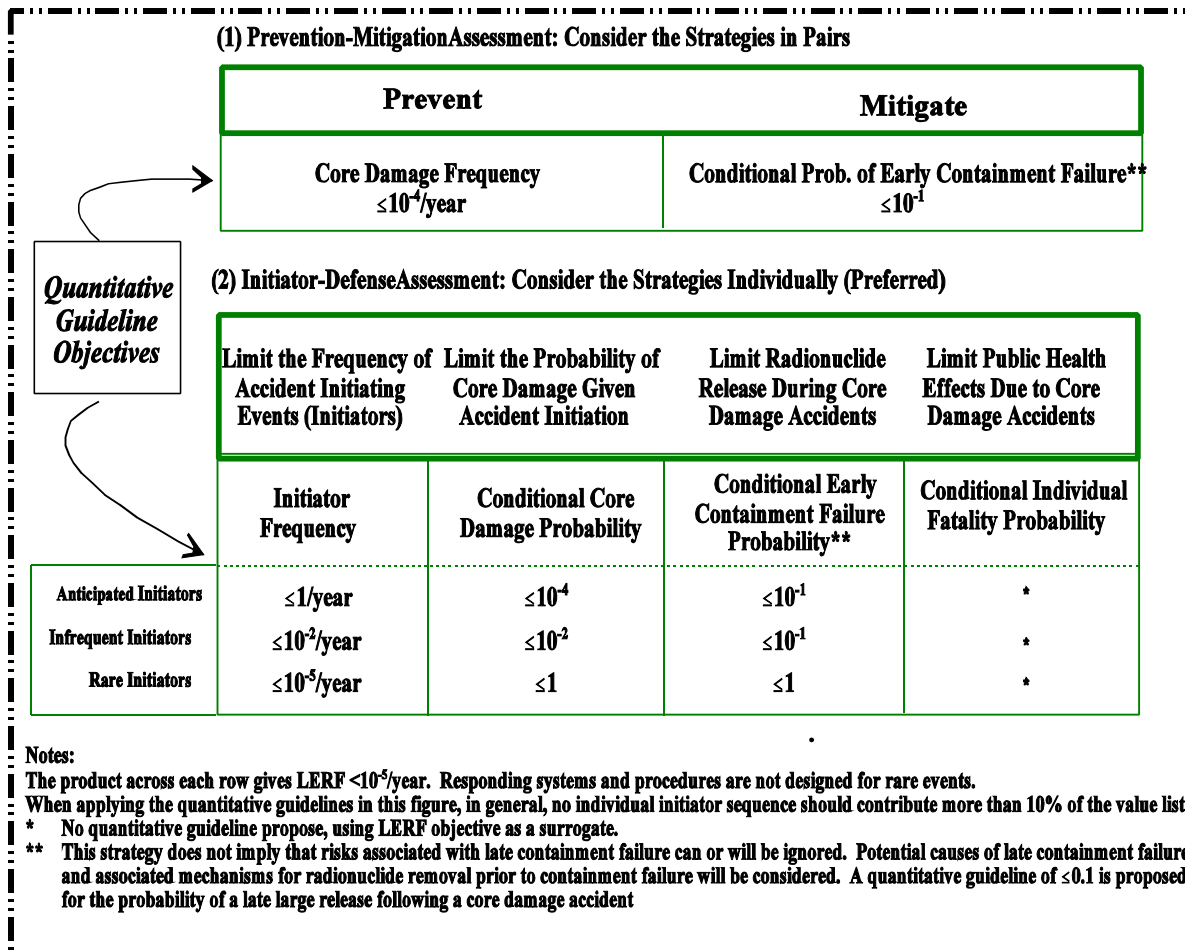 (1) Prevention-MitigationAssessment: Consider the Strategies in Pairs
Prevent
Mitigate
Core Damage Frequency
≤10⁻⁴/year
Conditional Prob. of Early Containment Failure**
≤10⁻¹
Quantitative
Guideline
Objectives
(2) Initiator-DefenseAssessment: Consider the Strategies Individually (Preferred)
Limit the Frequency of
Accident Initiating
Events (Initiators)
Limit the Probability of
Core Damage Given
Accident Initiation
Limit Radionuclide
Release During Core
Damage Accidents
Limit Public Health
Effects Due to Core
Damage Accidents
Initiator
Frequency
Conditional Core
Damage Probability
Conditional Early
Containment Failure
Probability**
Conditional Individual
Fatality Probability
Anticipated Initiators ≤1/year ≤10⁻⁴ ≤10⁻¹ *
Infrequent Initiators ≤10⁻²/year ≤10⁻² ≤10⁻¹ *
Rare Initiators ≤10⁻⁵/year ≤1 ≤1 *
Notes:
The product across each row gives LERF <10⁻⁵/year. Responding systems and procedures are not designed for rare events.
When applying the quantitative guidelines in this figure, in general, no individual initiator sequence should contribute more than 10% of the value list
* No quantitative guideline propose, using LERF objective as a surrogate.
** This strategy does not imply that risks associated with late containment failure can or will be ignored. Potential causes of late containment failure
and associated mechanisms for radionuclide removal prior to containment failure will be considered. A quantitative guideline of ≤0.1 is proposed
for the probability of a late large release following a core damage accident